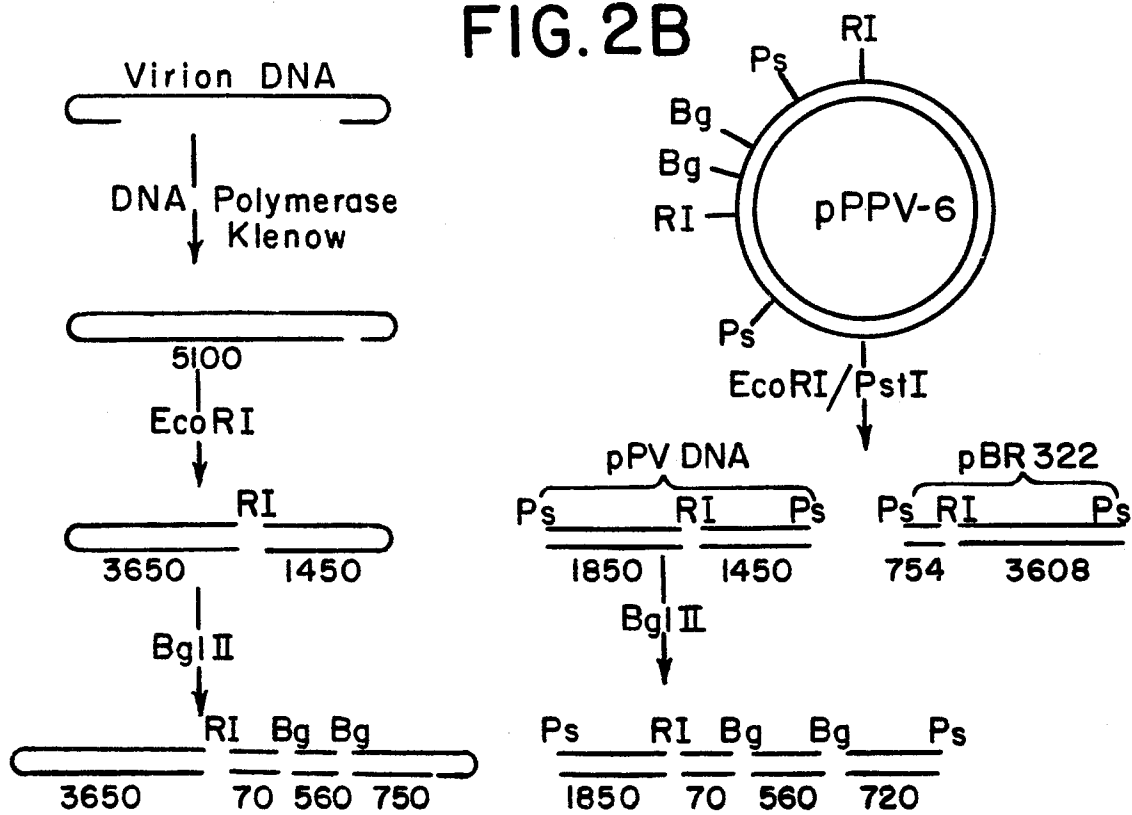 FIG. 2B
Virion DNA
DNA Polymerase
Klenow
5100
EcoRI
RI
3650 1450
BglII
RI Bg Bg
3650 70 560 750
RI
Ps
Bg
Bg
RI
pPPV-6
Ps
EcoRI/PstI
pPV DNA
Ps RI Ps
1850 1450
pBR 322
Ps RI Ps
754 3608
BglII
Ps RI Bg Bg Ps
1850 70 560 720